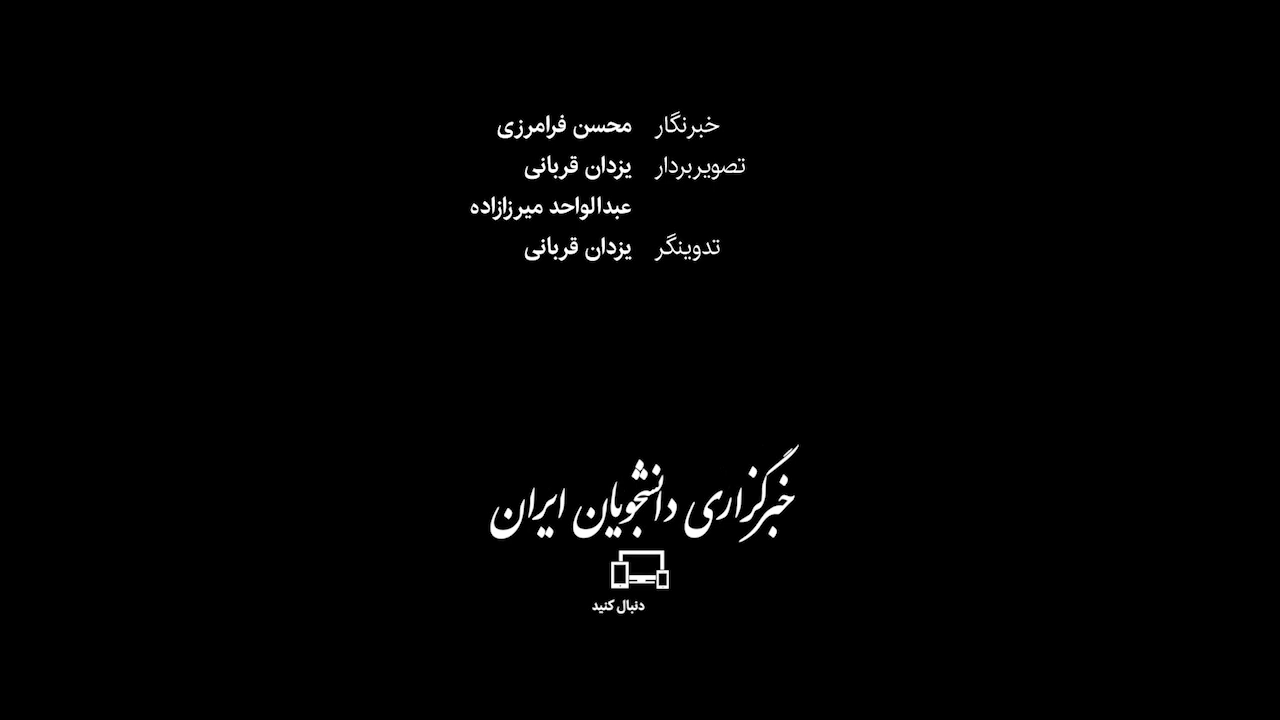 خبرنگار محسن فرامرزی
تصویربردار یزدان قربانی
عبدالواحد میرزازاده
تدوینگر یزدان قربانی
خبرگزاری دانشجویان ایران
دنبال کنید